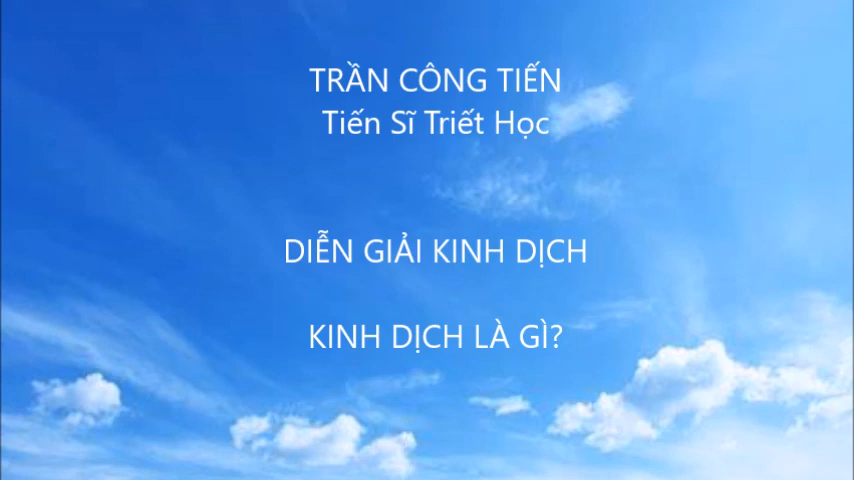 TRẦN CÔNG TIẾN
Tiến Sĩ Triết Học
DIỄN GIẢI KINH DỊCH
KINH DỊCH LÀ GÌ?